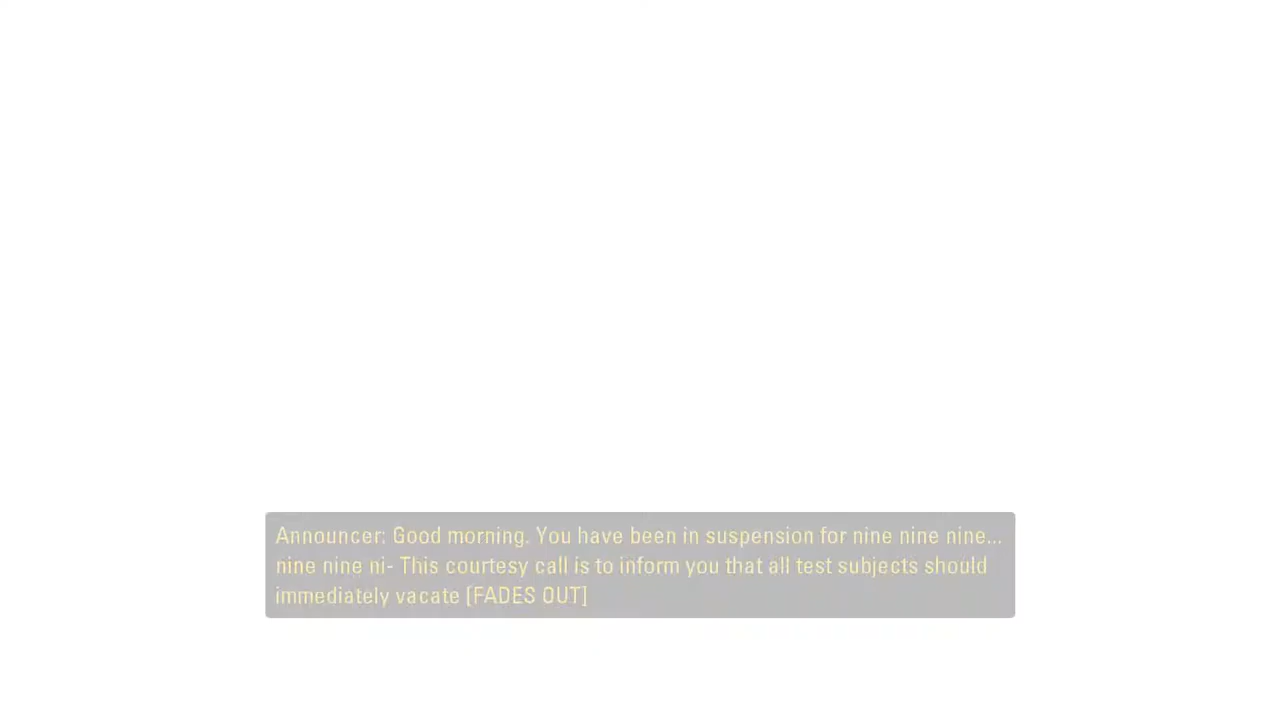 Announcer: Good morning. You have been in suspension for nine nine nine...
nine nine ni- This courtesy call is to inform you that all test subjects should
immediately vacate [FADES OUT]